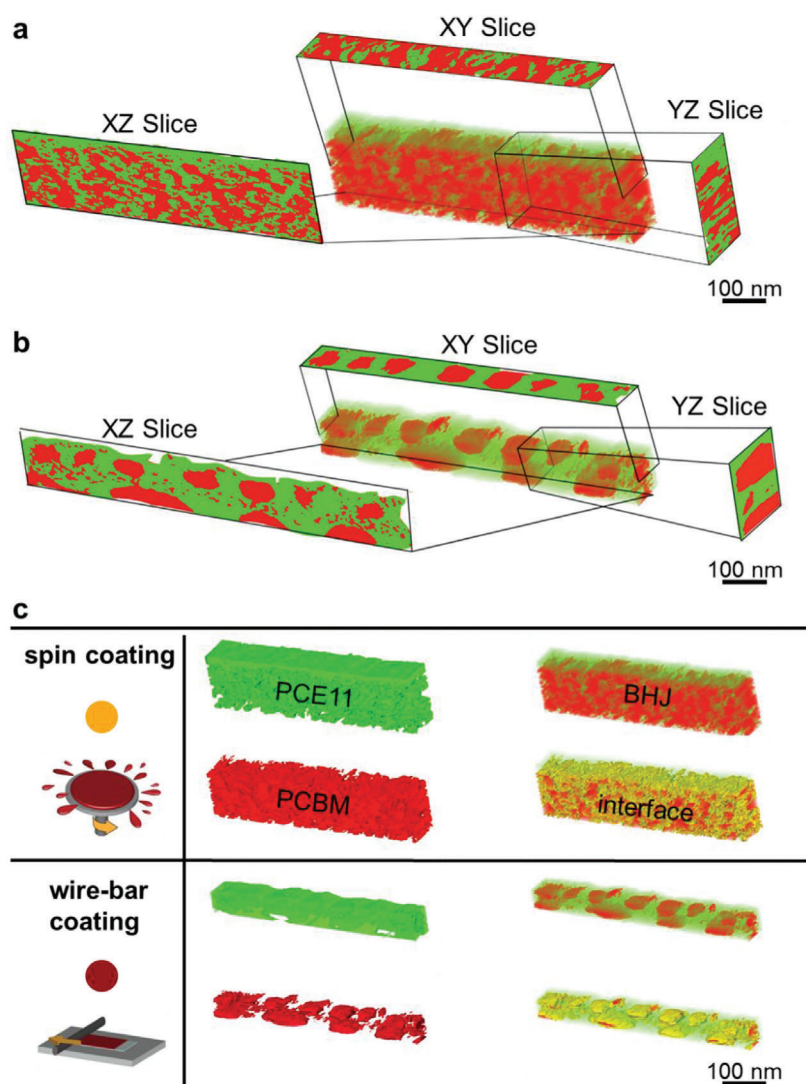 a
XY Slice
XZ Slice
YZ Slice
100 nm
b
XY Slice
XZ Slice
YZ Slice
100 nm
c
spin coating
PCE11
BHJ
PCBM
interface
wire-bar
coating
100 nm